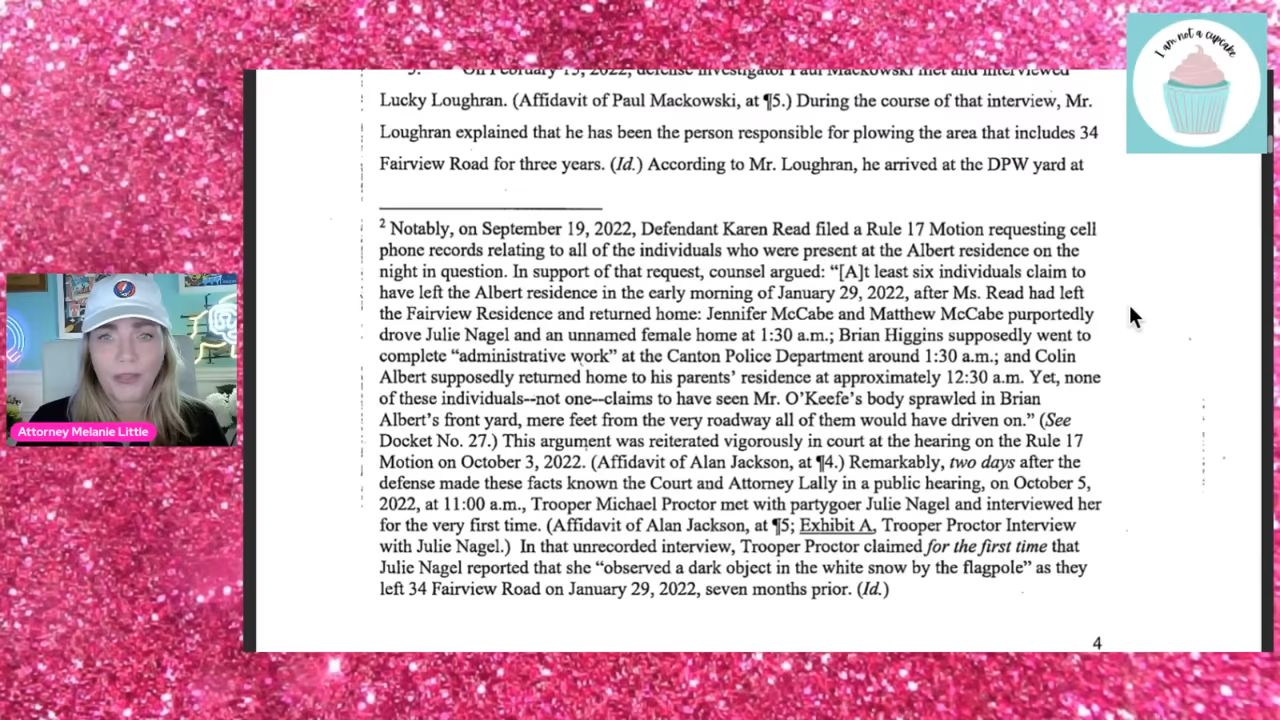 I am not a cupcake
5. On February 15, 2022, defense investigator Paul Mackowski met and interviewed
Lucky Loughran. (Affidavit of Paul Mackowski, at ¶5.) During the course of that interview, Mr.
Loughran explained that he has been the person responsible for plowing the area that includes 34
Fairview Road for three years. (Id.) According to Mr. Loughran, he arrived at the DPW yard at
2 Notably, on September 19, 2022, Defendant Karen Read filed a Rule 17 Motion requesting cell
phone records relating to all of the individuals who were present at the Albert residence on the
night in question. In support of that request, counsel argued: “[A]t least six individuals claim to
have left the Albert residence in the early morning of January 29, 2022, after Ms. Read had left
the Fairview Residence and returned home: Jennifer McCabe and Matthew McCabe purportedly
drove Julie Nagel and an unnamed female home at 1:30 a.m.; Brian Higgins supposedly went to
complete “administrative work” at the Canton Police Department around 1:30 a.m.; and Colin
Albert supposedly returned home to his parents’ residence at approximately 12:30 a.m. Yet, none
of these individuals--not one--claims to have seen Mr. O’Keefe’s body sprawled in Brian
Albert’s front yard, mere feet from the very roadway all of them would have driven on.” (See
Docket No. 27.) This argument was reiterated vigorously in court at the hearing on the Rule 17
Motion on October 3, 2022. (Affidavit of Alan Jackson, at ¶4.) Remarkably, two days after the
defense made these facts known the Court and Attorney Lally in a public hearing, on October 5,
2022, at 11:00 a.m., Trooper Michael Proctor met with partygoer Julie Nagel and interviewed her
for the very first time. (Affidavit of Alan Jackson, at ¶5; Exhibit A, Trooper Proctor Interview
with Julie Nagel.) In that unrecorded interview, Trooper Proctor claimed for the first time that
Julie Nagel reported that she “observed a dark object in the white snow by the flagpole” as they
left 34 Fairview Road on January 29, 2022, seven months prior. (Id.)
4
Attorney Melanie Little